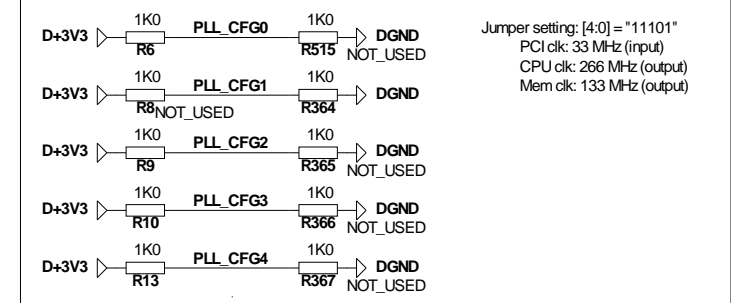 1K0 PLL_CFG0 1K0
D+3V3 DGND
R6 R515 NOT_USED
1K0 PLL_CFG1 1K0
D+3V3 DGND
R8 NOT_USED R364
1K0 PLL_CFG2 1K0
D+3V3 DGND
R9 R365 NOT_USED
1K0 PLL_CFG3 1K0
D+3V3 DGND
R10 R366 NOT_USED
1K0 PLL_CFG4 1K0
D+3V3 DGND
R13 R367 NOT_USED
Jumper setting: [4:0] = "11101"
PCI clk: 33 MHz (input)
CPU clk: 266 MHz (output)
Mem clk: 133 MHz (output)